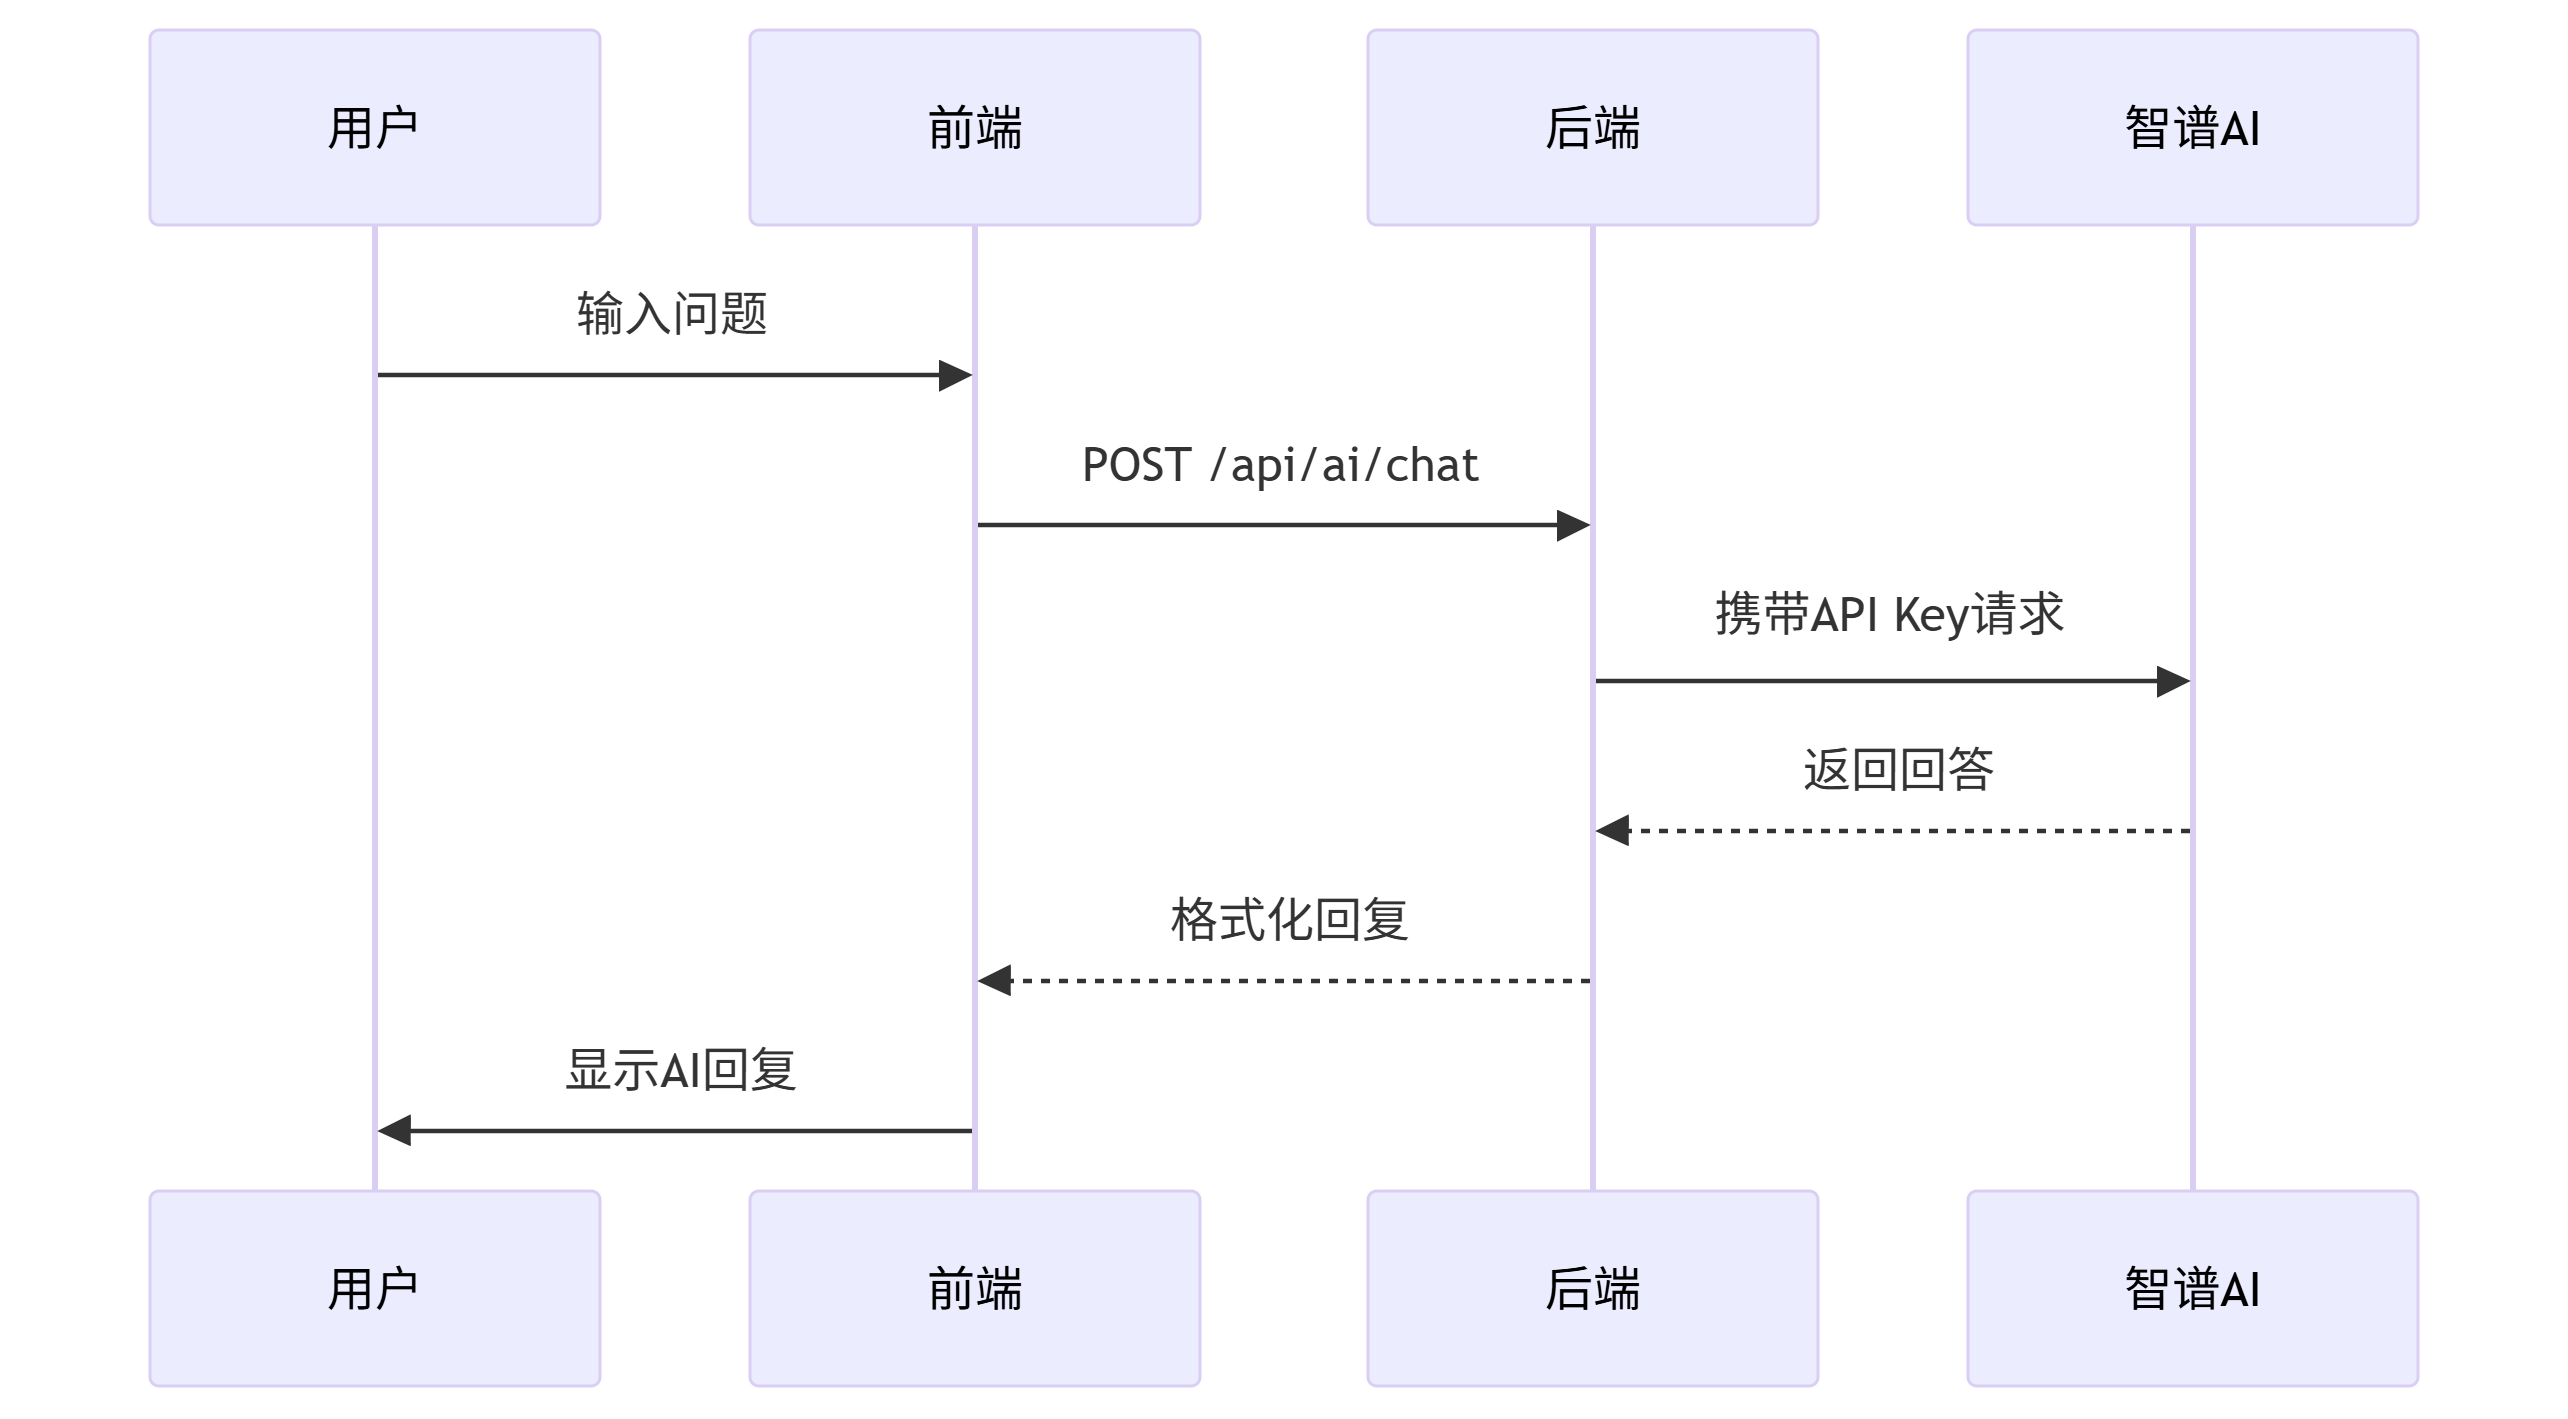 用户
前端
后端
智谱AI
输入问题
POST /api/ai/chat
携带API Key请求
返回回答
格式化回复
显示AI回复
用户
前端
后端
智谱AI